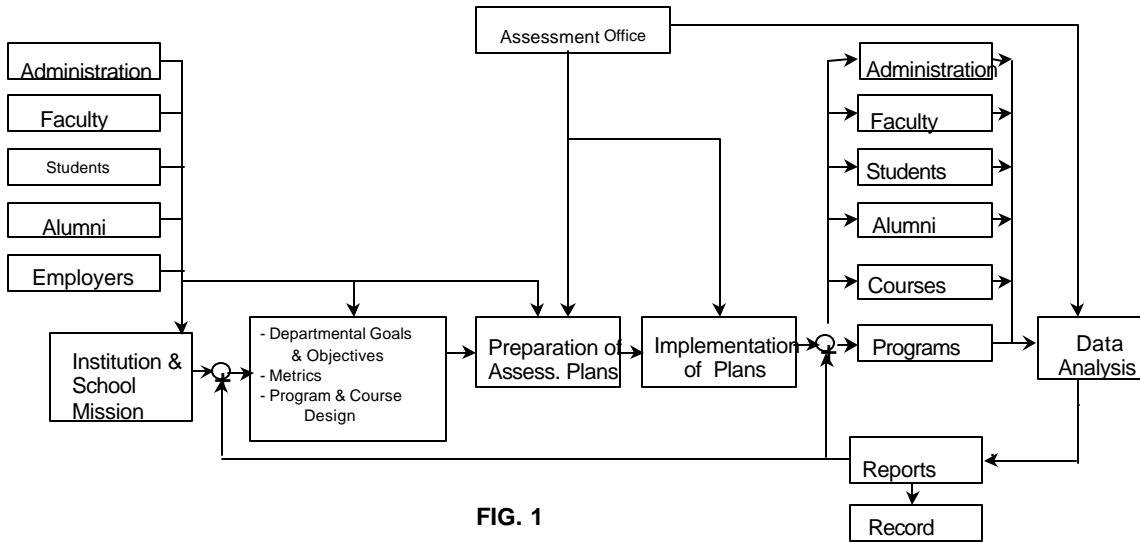 Assessment Office
Administration
Faculty
Students
Alumni
Employers
Administration
Faculty
Students
Alumni
Courses
Programs
Institution &
School
Mission
- Departmental Goals
& Objectives
- Metrics
- Program & Course
Design
Preparation of
Assess. Plans
Implementation
of Plans
Data
Analysis
Reports
Record
FIG. 1